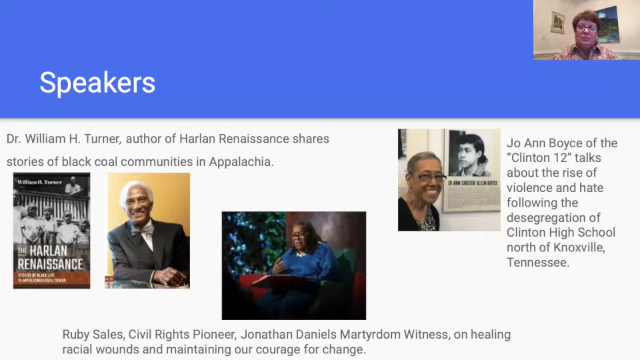 Speakers
Dr. William H. Turner, author of Harlan Renaissance shares
stories of black coal communities in Appalachia.
William H. Turner
THE HARLAN
RENAISSANCE
STORIES OF BLACK LIFE
IN APPALACHIAN COAL TOWNS
JO ANN CROZIER ALLEN BOYCE
Jo Ann Boyce of the
“Clinton 12” talks
about the rise of
violence and hate
following the
desegregation of
Clinton High School
north of Knoxville,
Tennessee.
Ruby Sales, Civil Rights Pioneer, Jonathan Daniels Martyrdom Witness, on healing
racial wounds and maintaining our courage for change.